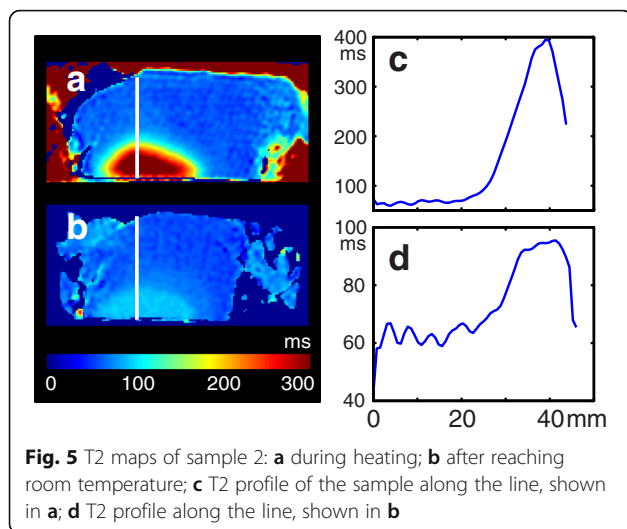 a
b
ms
0 100 200 300
400
ms
300
200
100
c
100
ms
80
60
40
d
0 20 40 mm
Fig. 5 T2 maps of sample 2: a during heating; b after reaching
room temperature; c T2 profile of the sample along the line, shown
in a; d T2 profile along the line, shown in b